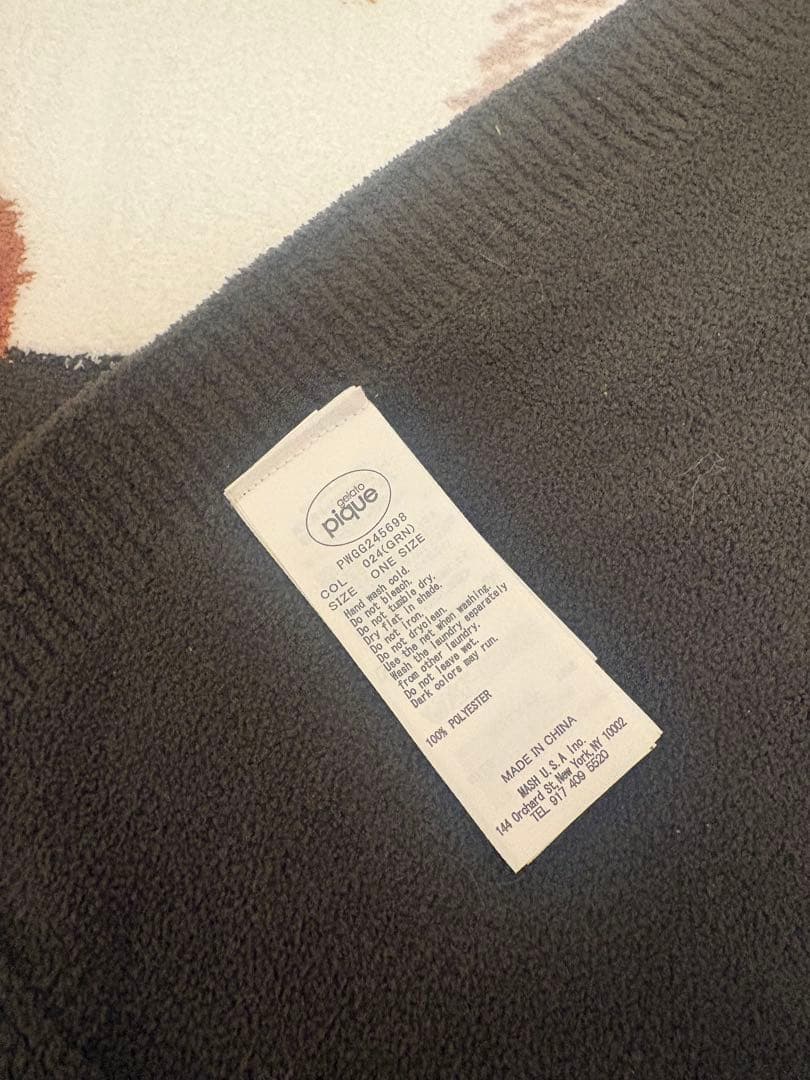 gelato
pique
PWGG245698
COL 024(GRN)
SIZE ONE SIZE
Hand wash cold.
Do not bleach.
Do not tumble dry.
Dry flat in shade.
Do not iron.
Do not dryclean.
Use the net when washing.
Wash the laundry separately
from other laundry.
Do not leave wet.
Dark colors may run.
100% POLYESTER
MADE IN CHINA
MASH U.S.A Inc.
144 Orchard St,New York,NY 10002
TEL 917 409 5520